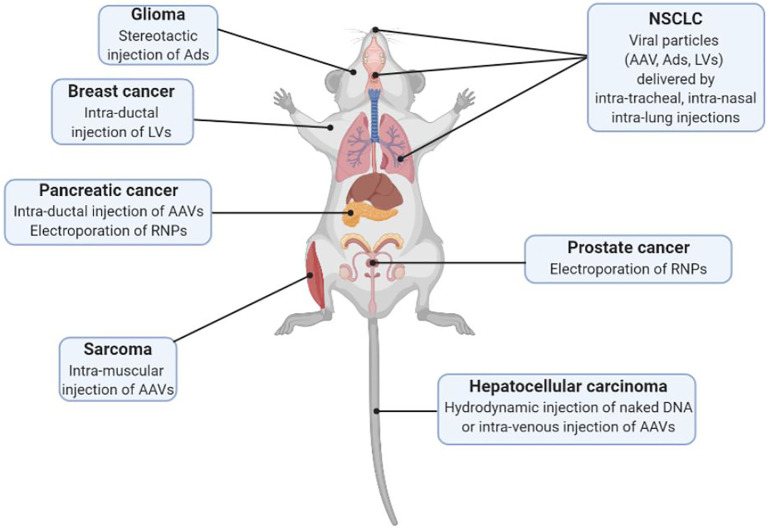 Glioma
Stereotactic
injection of Ads
Breast cancer
Intra-ductal
injection of LVs
Pancreatic cancer
Intra-ductal injection of AAVs
Electroporation of RNPs
Sarcoma
Intra-muscular
injection of AAVs
NSCLC
Viral particles
(AAV, Ads, LVs)
delivered by
intra-tracheal, intra-nasal
intra-lung injections
Prostate cancer
Electroporation of RNPs
Hepatocellular carcinoma
Hydrodynamic injection of naked DNA
or intra-venous injection of AAVs